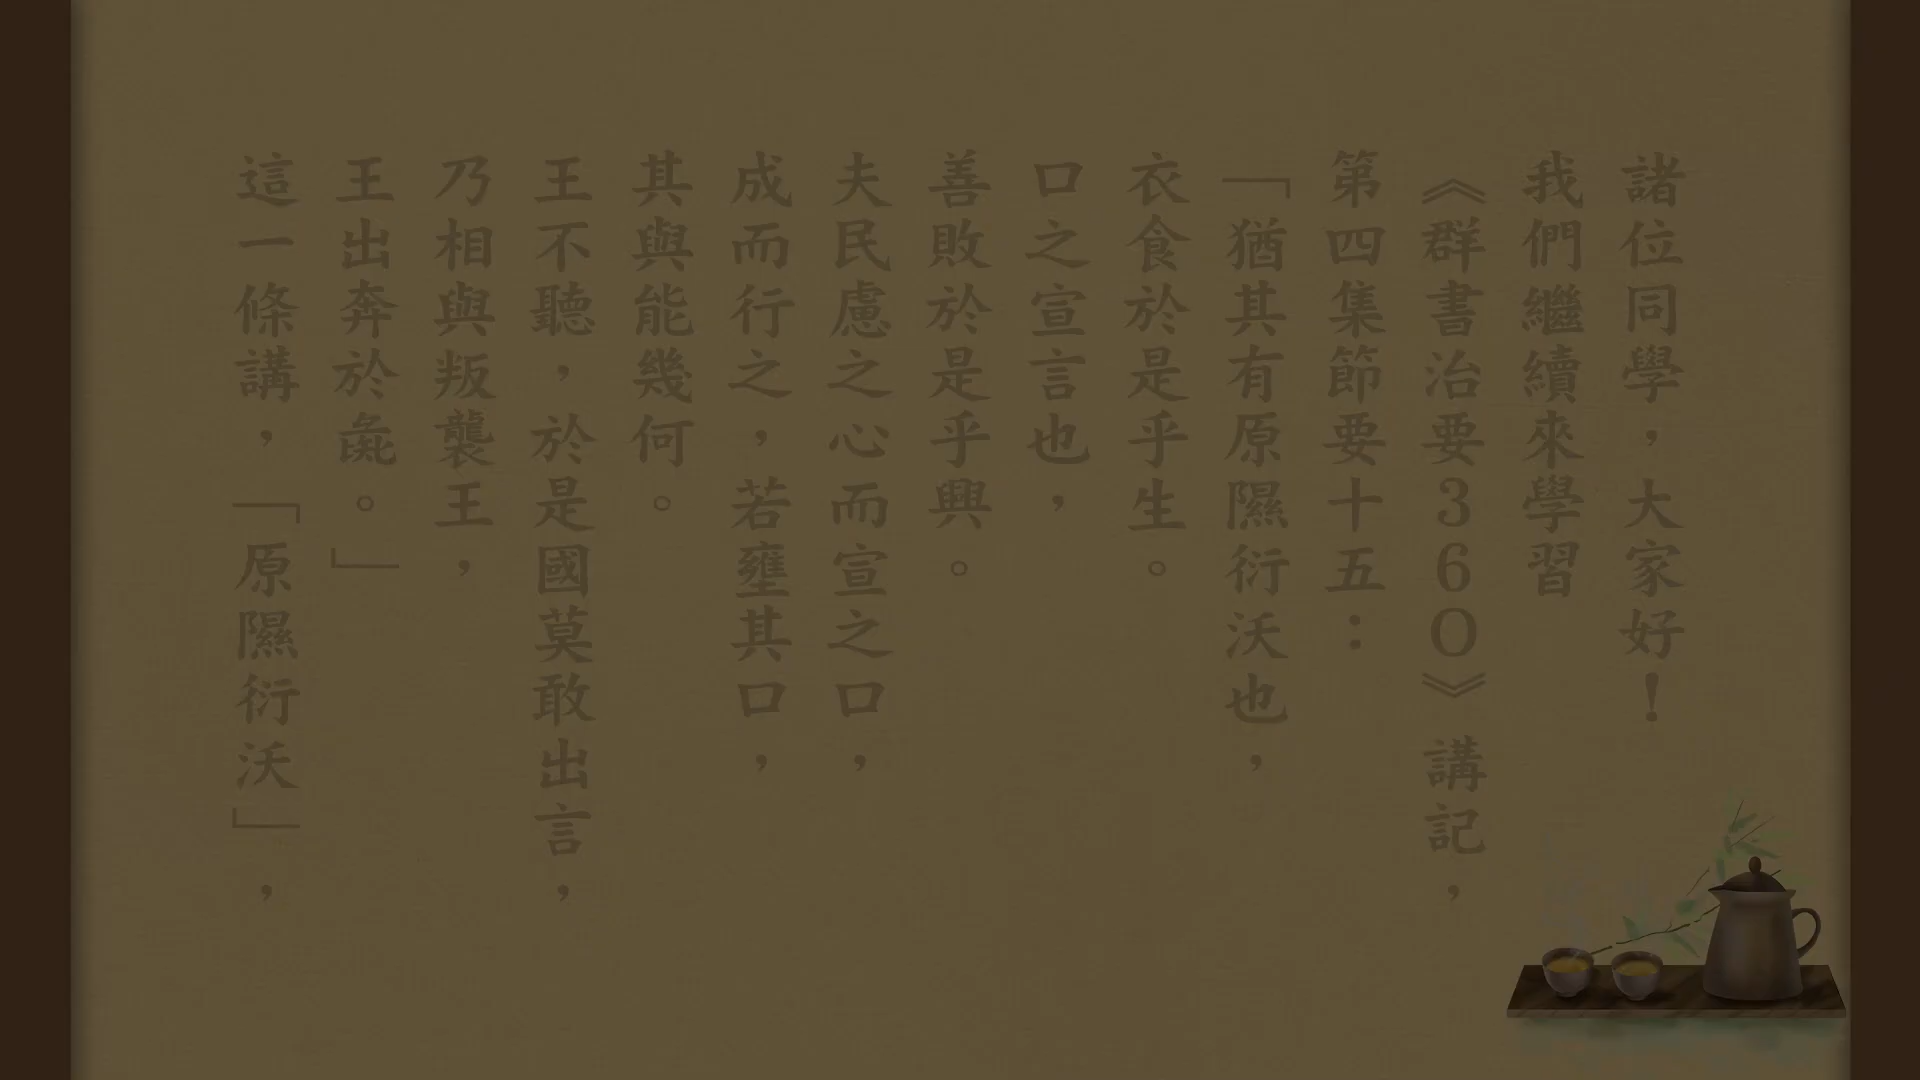 諸位同學，大家好！
我們繼續來學習
《群書治要360》講記，
第四集節要十五：
「猶其有原隰衍沃也，
衣食於是乎生。
口之宣言也，
善敗於是乎興。
夫民慮之心而宣之口，
成而行之，若壅其口，
其與能幾何。
王不聽，於是國莫敢出言，
乃相與叛襲王，
王出奔於彘。」
這一條講，「原隰衍沃」，